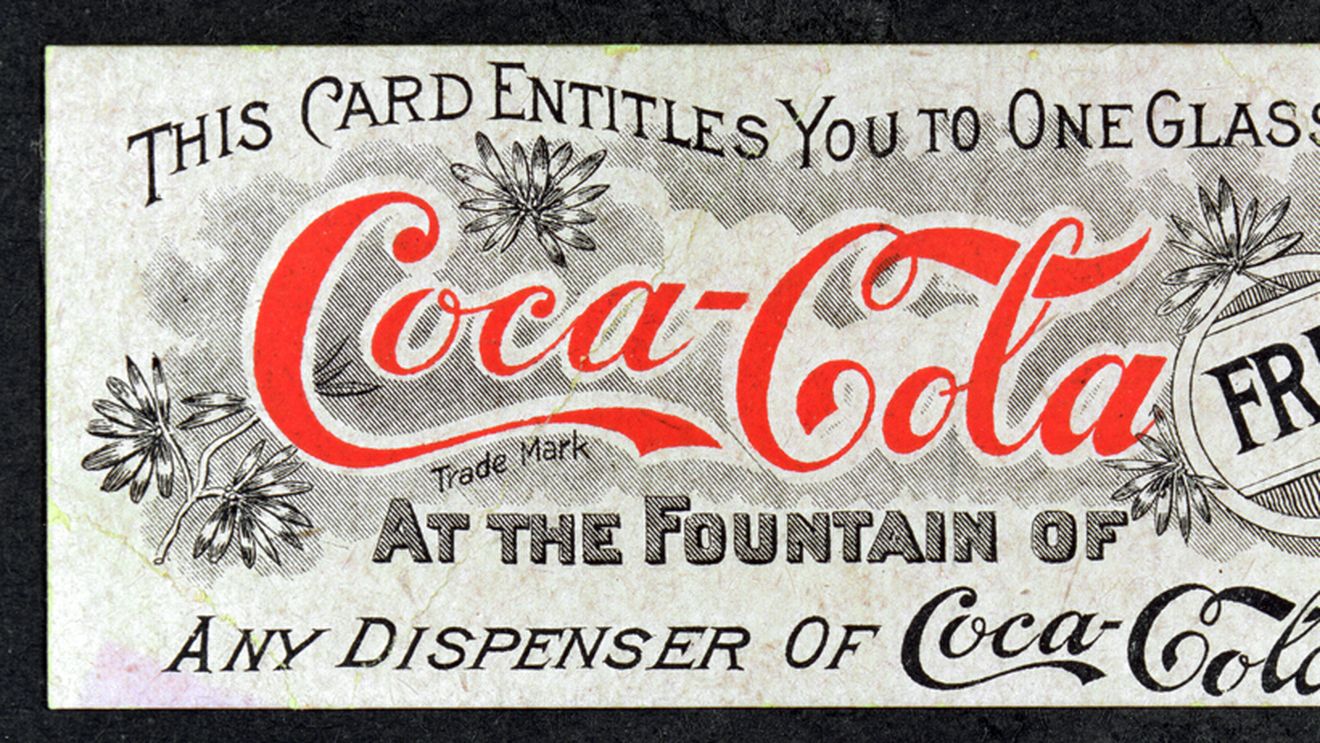 THIS CARD ENTITLES YOU TO ONE GLASS
Coca-Cola
Trade Mark
FR
AT THE FOUNTAIN OF
ANY DISPENSER OF Coca-Cola